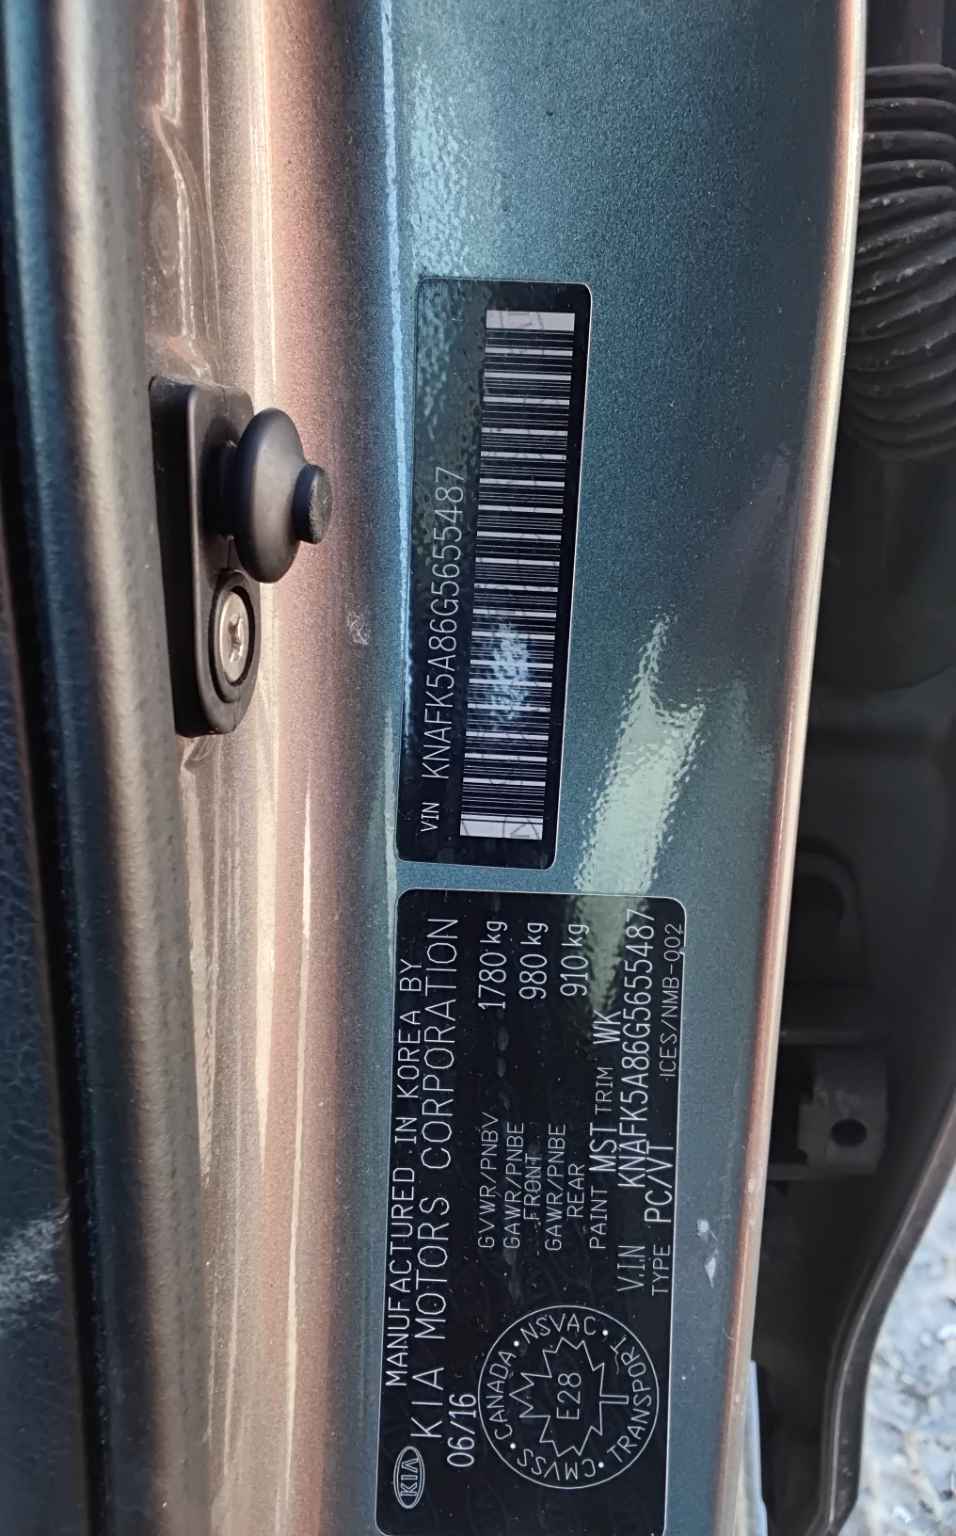 VIN KNAFK5A86G5655487
MANUFACTURED IN KOREA BY
KIA KIA MOTORS CORPORATION
06/16
GVWR/PNBV 1780 kg
GAWR/PNBE FRONT 980 kg
GAWR/PNBE REAR 910 kg
PAINT MST TRIM WK
V.I.N KNAFK5A86G5655487
TYPE PC/VT ICES/NMB-002
CANADA · NSVAC · TRANSPORT · CMVSS ·
E28